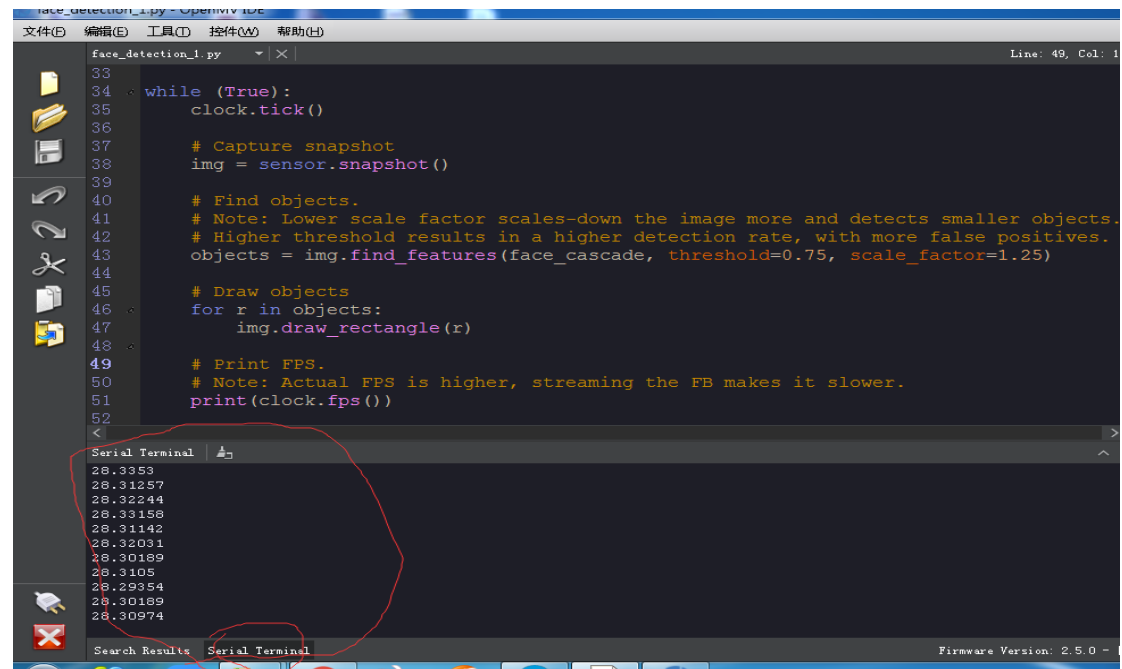 face_detection_1.py - OpenMV IDE
文件(F) 编辑(E) 工具(T) 控件(W) 帮助(H)
face_detection_1.py Line: 49, Col: 1
33
34 while (True):
35 clock.tick()
36
37 # Capture snapshot
38 img = sensor.snapshot()
39
40 # Find objects.
41 # Note: Lower scale factor scales-down the image more and detects smaller objects.
42 # Higher threshold results in a higher detection rate, with more false positives.
43 objects = img.find_features(face_cascade, threshold=0.75, scale_factor=1.25)
44
45 # Draw objects
46 for r in objects:
47 img.draw_rectangle(r)
48
49 # Print FPS.
50 # Note: Actual FPS is higher, streaming the FB makes it slower.
51 print(clock.fps())
52
Serial Terminal
28.3353
28.31257
28.32244
28.33158
28.31142
28.32031
28.30189
28.3105
28.29354
28.30189
28.30974
Search Results Serial Terminal Firmware Version: 2.5.0 -